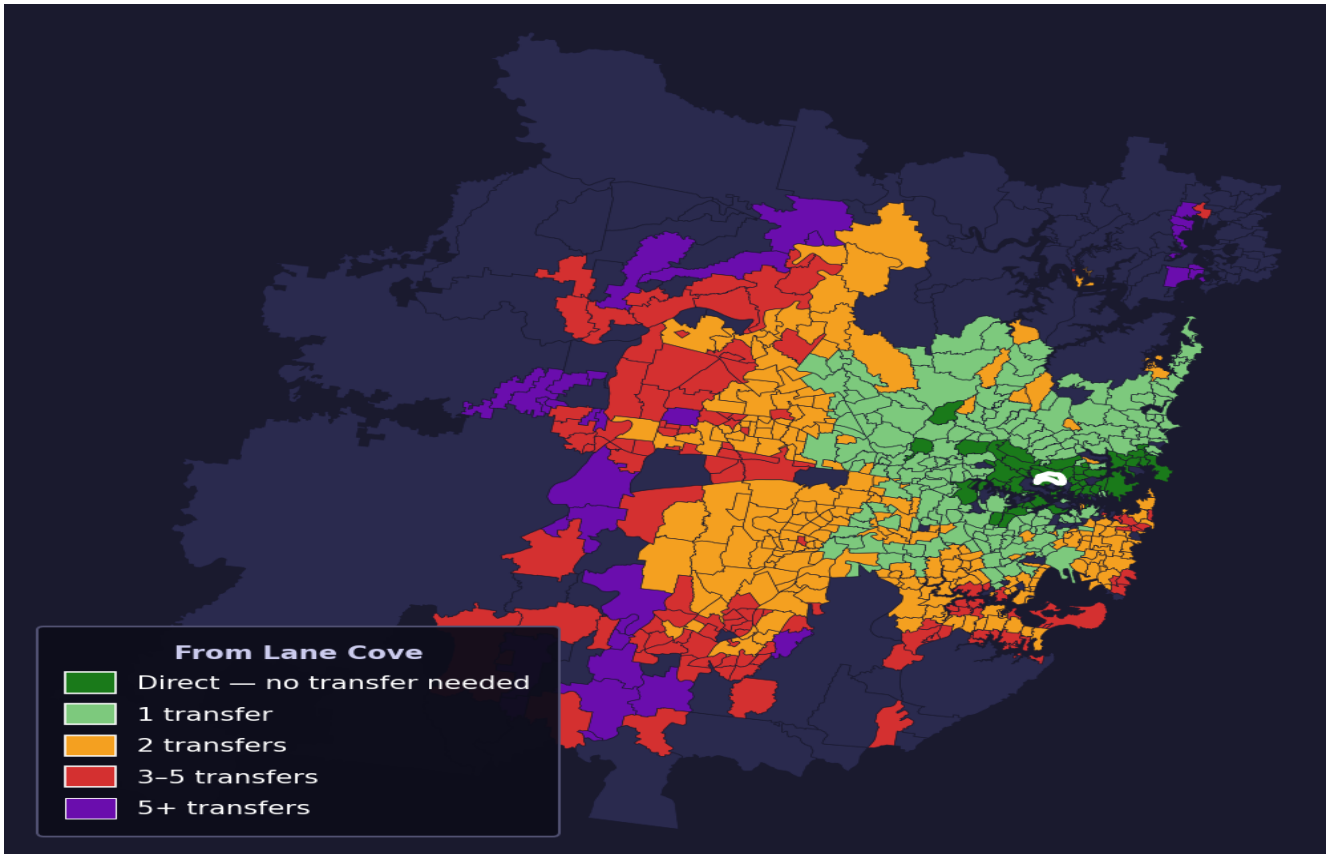 From Lane Cove
Direct — no transfer needed
1 transfer
2 transfers
3–5 transfers
5+ transfers